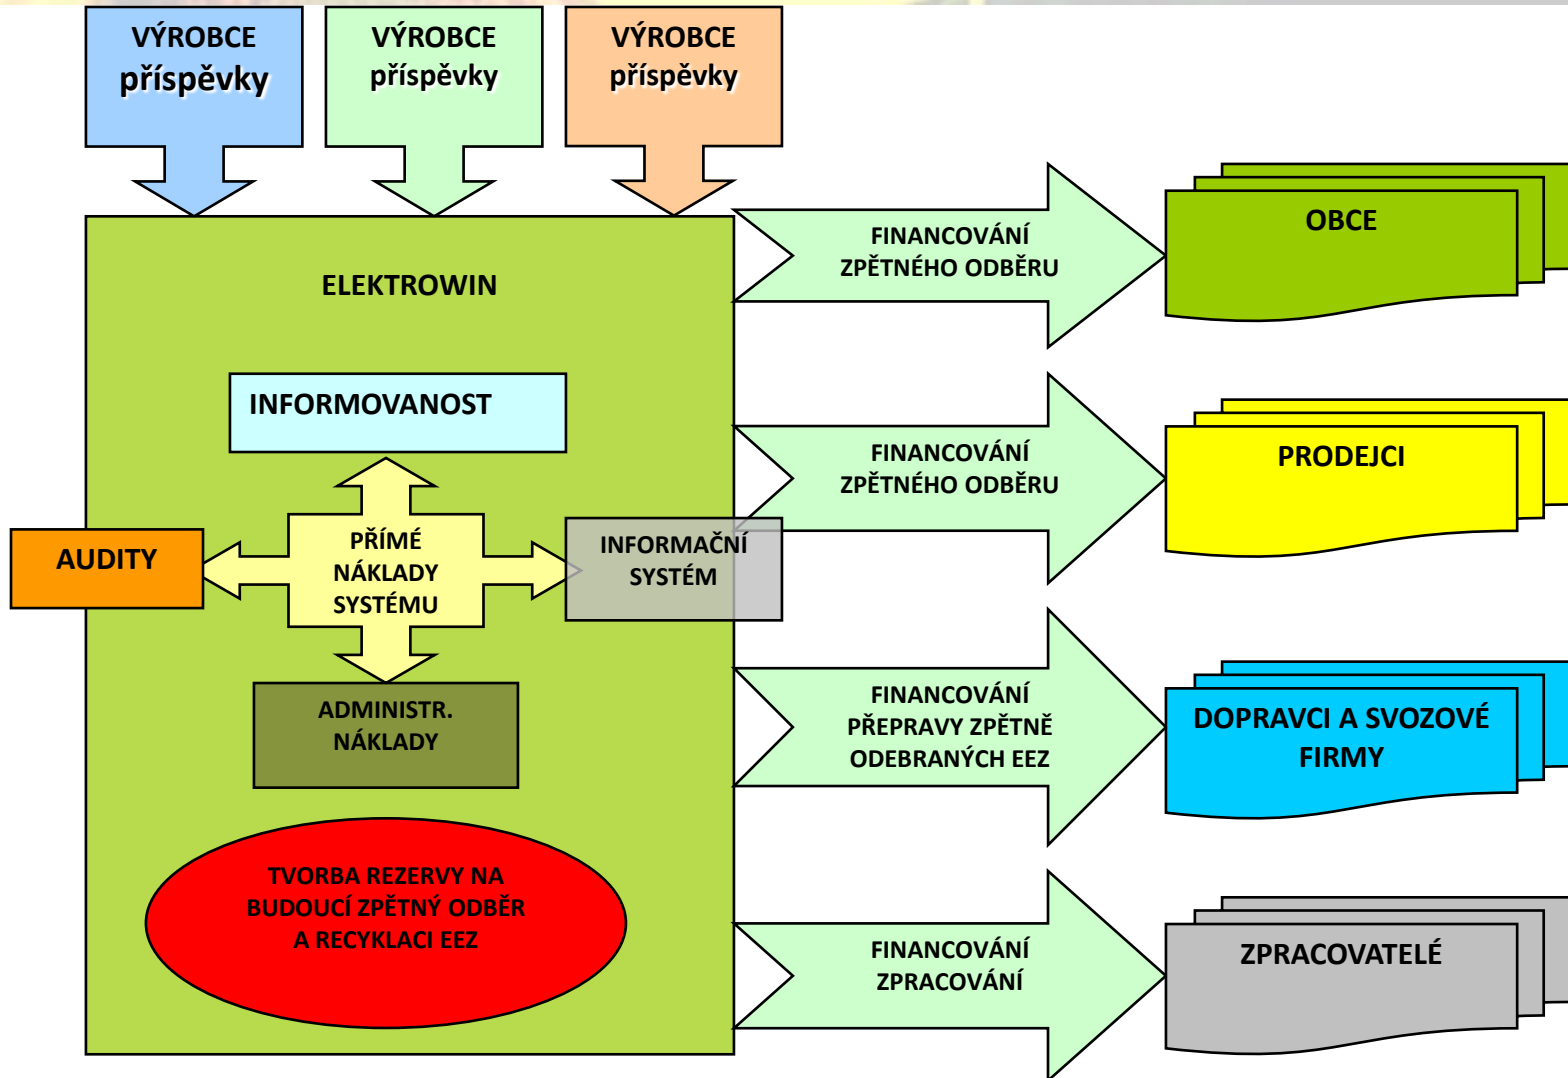 VÝROBCE
příspěvky
VÝROBCE
příspěvky
VÝROBCE
příspěvky
ELEKTROWIN
INFORMOVANOST
AUDITY
PŘÍMÉ
NÁKLADY
SYSTÉMU
INFORMAČNÍ
SYSTÉM
ADMINISTR.
NÁKLADY
TVORBA REZERVY NA
BUDOUCÍ ZPĚTNÝ ODBĚR
A RECYKLACI EEZ
FINANCOVÁNÍ
ZPĚTNÉHO ODBĚRU
OBCE
FINANCOVÁNÍ
ZPĚTNÉHO ODBĚRU
PRODEJCI
FINANCOVÁNÍ
PŘEPRAVY ZPĚTNĚ
ODEBRANÝCH EEZ
DOPRAVCI A SVOZOVÉ
FIRMY
FINANCOVÁNÍ
ZPRACOVÁNÍ
ZPRACOVATELÉ